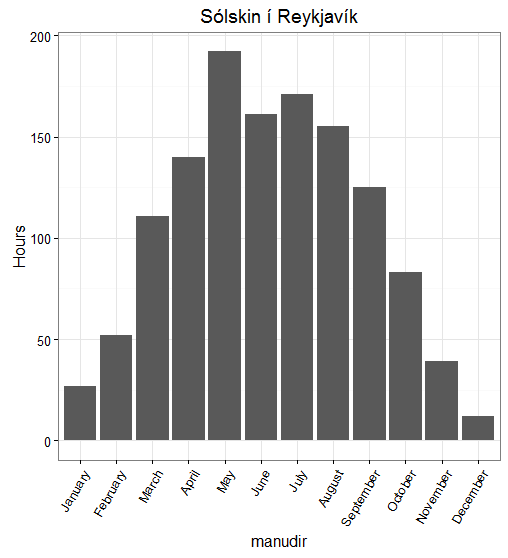 Sólskin í Reykjavík
200
150
100
50
0
Hours
January
February
March
April
May
June
July
August
September
October
November
December
manudir